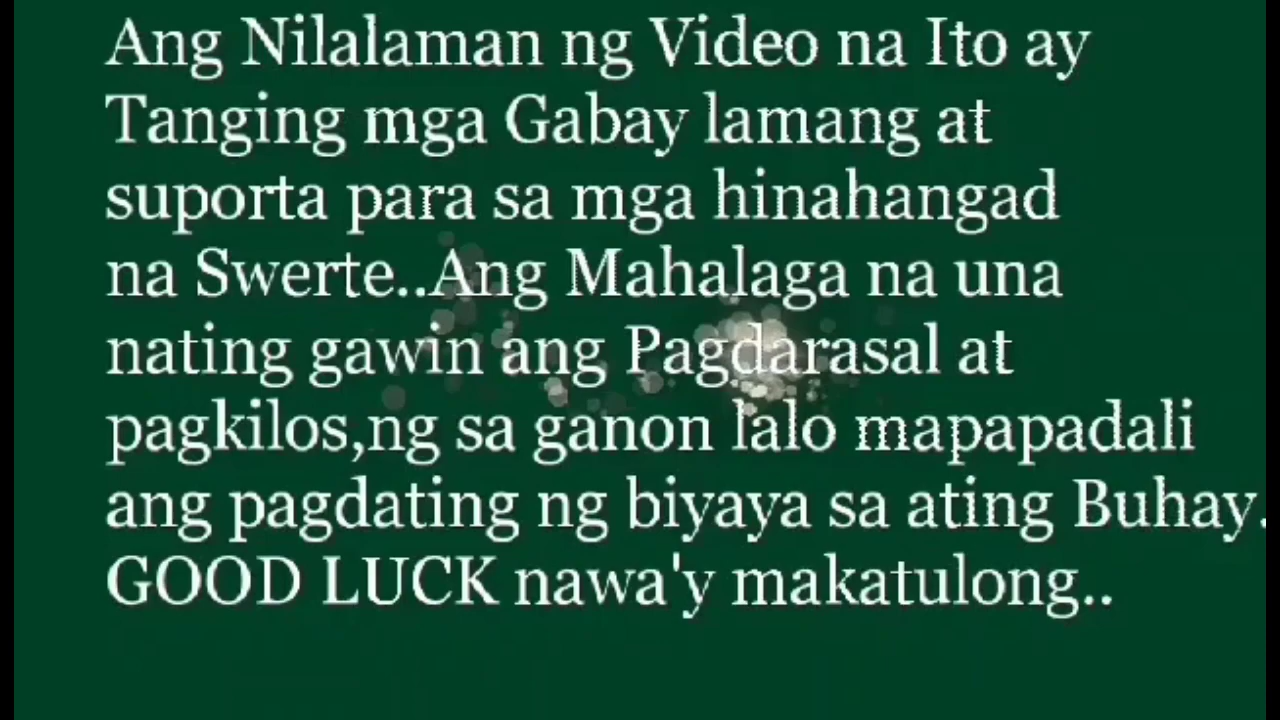 Ang Nilalaman ng Video na Ito ay
Tanging mga Gabay lamang at
suporta para sa mga hinahangad
na Swerte..Ang Mahalaga na una
nating gawin ang Pagdarasal at
pagkilos,ng sa ganon lalo mapapadali
ang pagdating ng biyaya sa ating Buhay.
GOOD LUCK nawa'y makatulong..